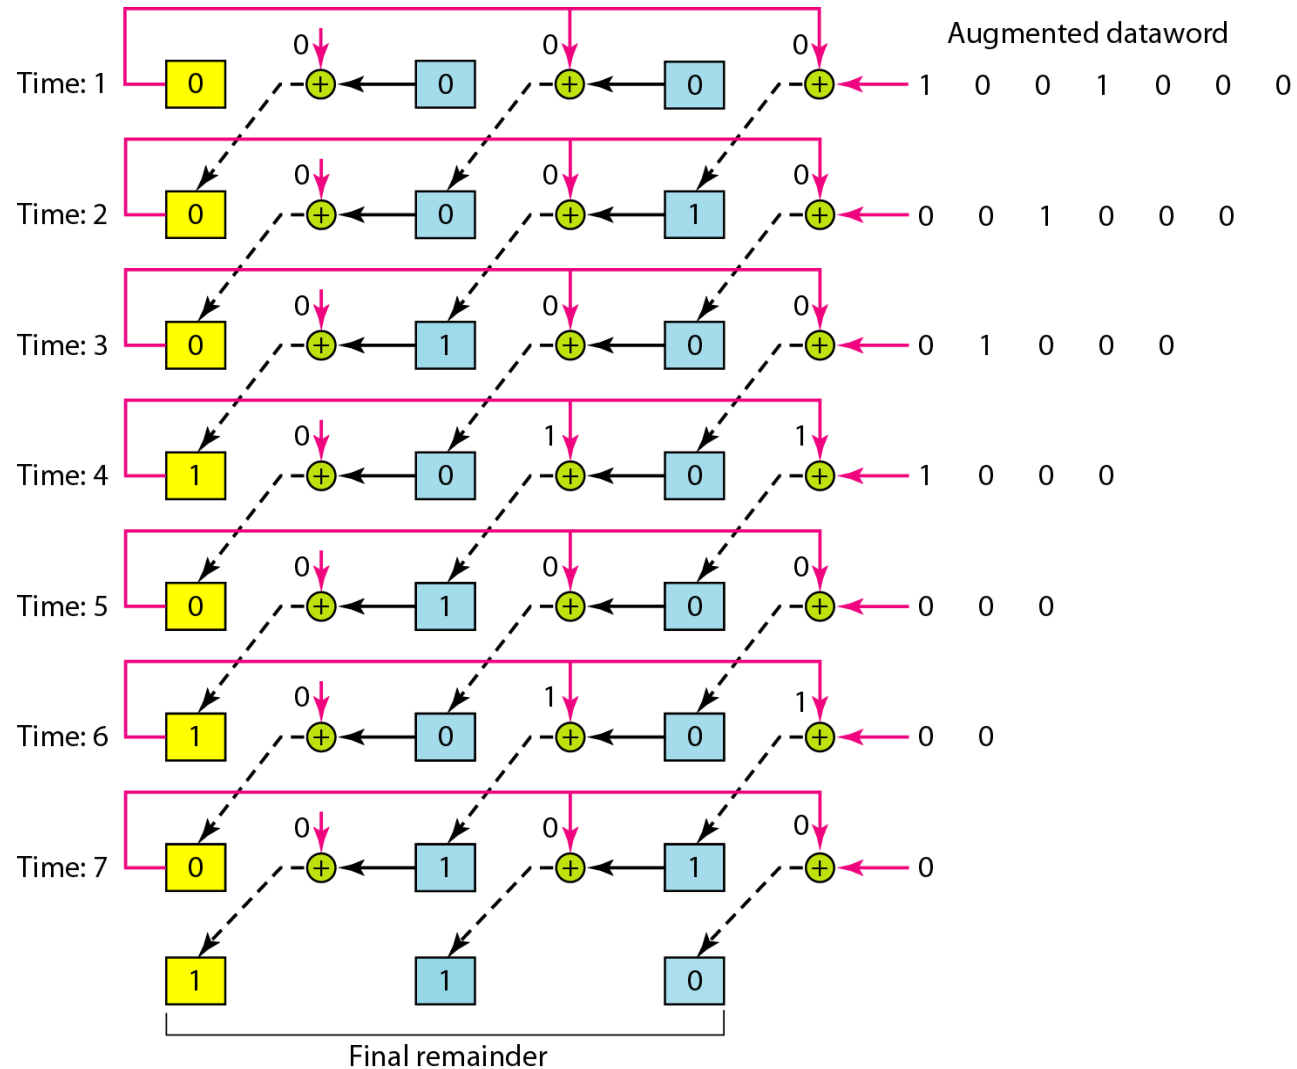 Augmented dataword
0 0 0
Time: 1 0 0 0 1 0 0 1 0 0 0
0 0 0
Time: 2 0 0 1 0 0 1 0 0 0
0 0 0
Time: 3 0 1 0 0 1 0 0 0
0 1 1
Time: 4 1 0 0 1 0 0 0
0 0 0
Time: 5 0 1 0 0 0 0
0 1 1
Time: 6 1 0 0 0 0
0 0 0
Time: 7 0 1 1 0
1 1 0
Final remainder